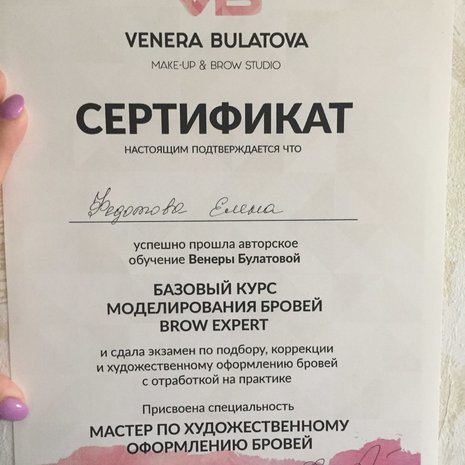 VB
VENERA BULATOVA
MAKE-UP & BROW STUDIO
СЕРТИФИКАТ
НАСТОЯЩИМ ПОДТВЕРЖДАЕТСЯ ЧТО
Федотова Елена
успешно прошла авторское
обучение Венеры Булатовой
БАЗОВЫЙ КУРС
МОДЕЛИРОВАНИЯ БРОВЕЙ
BROW EXPERT
и сдала экзамен по подбору, коррекции
и художественному оформлению бровей
с отработкой на практике
Присвоена специальность
МАСТЕР ПО ХУДОЖЕСТВЕННОМУ
ОФОРМЛЕНИЮ БРОВЕЙ